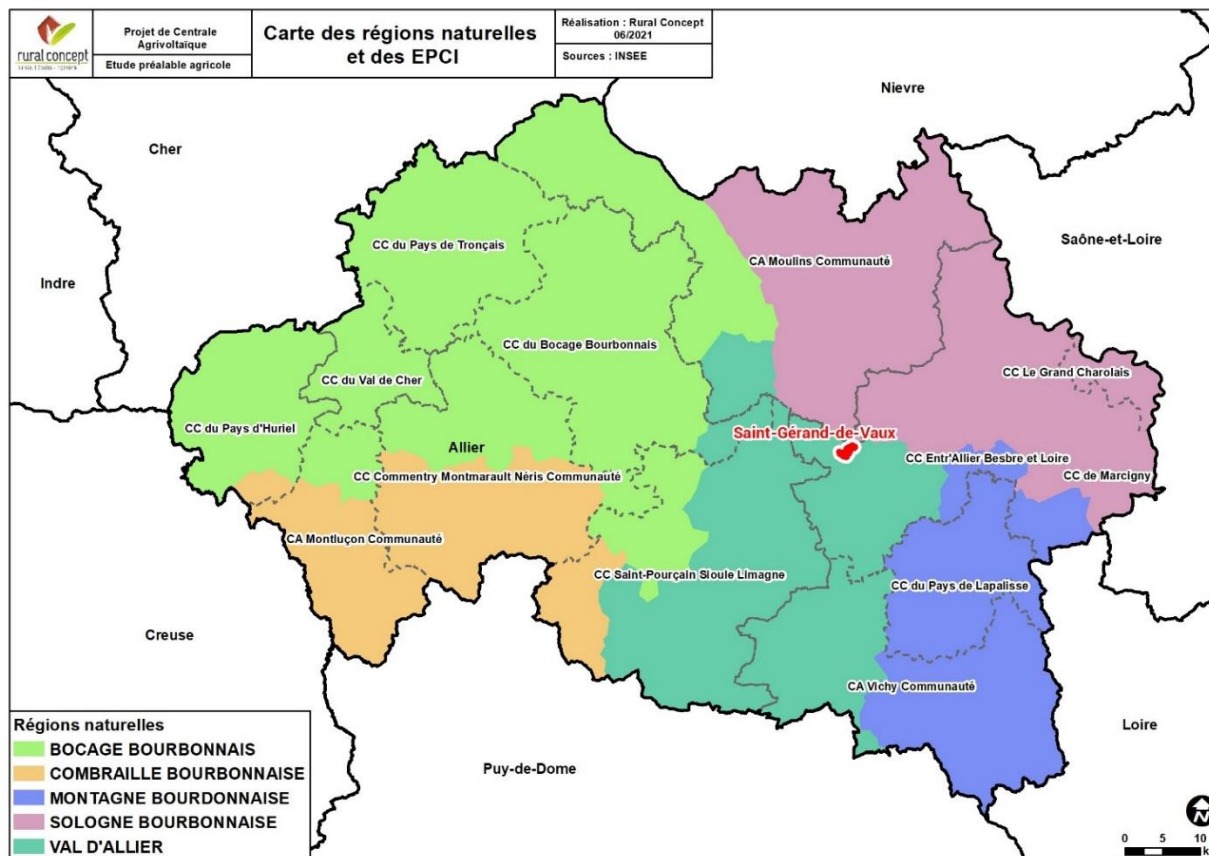 rural concept
Projet de Centrale
Agrivoltaïque
Etude préalable agricole
Carte des régions naturelles
et des EPCI
Réalisation : Rural Concept
06/2021
Sources : INSEE
Nievre
Cher
Saône-et-Loire
Indre
CC du Pays de Tronçais
CA Moulins Communauté
CC du Bocage Bourbonnais
CC du Val de Cher
CC Le Grand Charolais
CC du Pays d'Huriel
Saint-Gérand-de-Vaux
Allier
CC Entr'Allier Besbre et Loire
CC Commentry Montmarault Néris Communauté
CC de Marcigny
CA Montluçon Communauté
CC Saint-Pourçain Sioule Limagne
CC du Pays de Lapalisse
Creuse
CA Vichy Communauté
Loire
Puy-de-Dome
Régions naturelles
BOCAGE BOURBONNAIS
COMBRAILLE BOURBONNAISE
MONTAGNE BOURDONNAISE
SOLOGNE BOURBONNAISE
VAL D'ALLIER
N
0 5 10